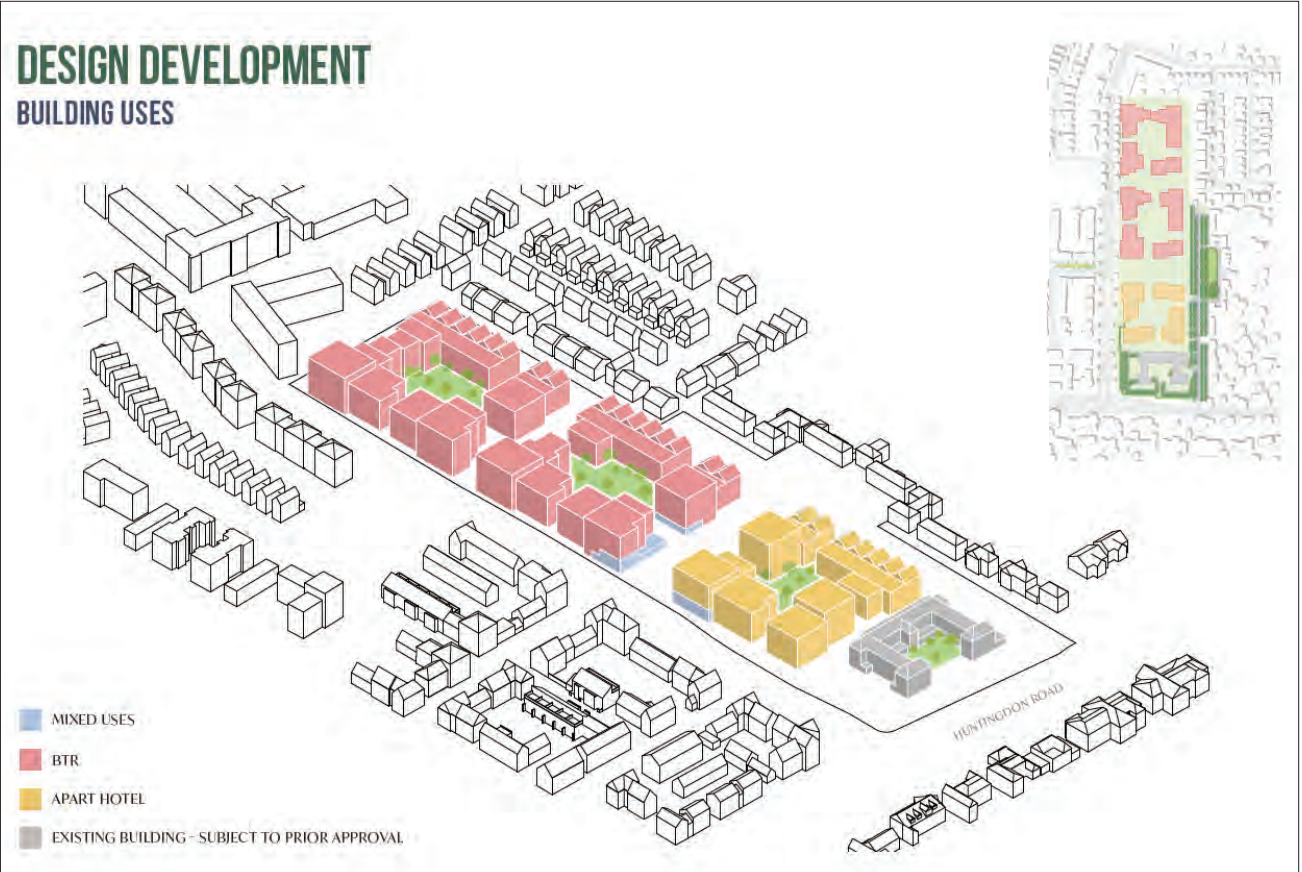 DESIGN DEVELOPMENT
BUILDING USES
HUNTINGDON ROAD
MIXED USES
BTR
APART HOTEL
EXISTING BUILDING - SUBJECT TO PRIOR APPROVAL